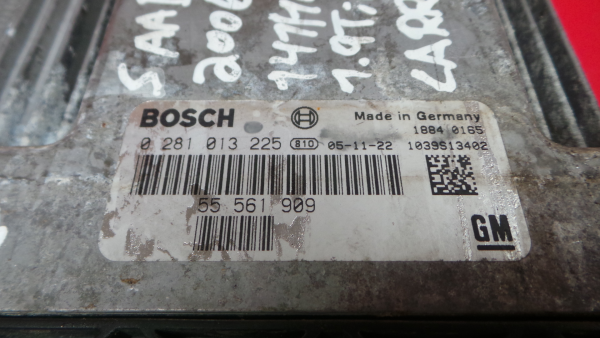 SAAB
2006
1.9Ti
BOSCH
Made in Germany
1884 0165
0 281 013 225 810 05-11-22 1039S13402
55 561 909
GM